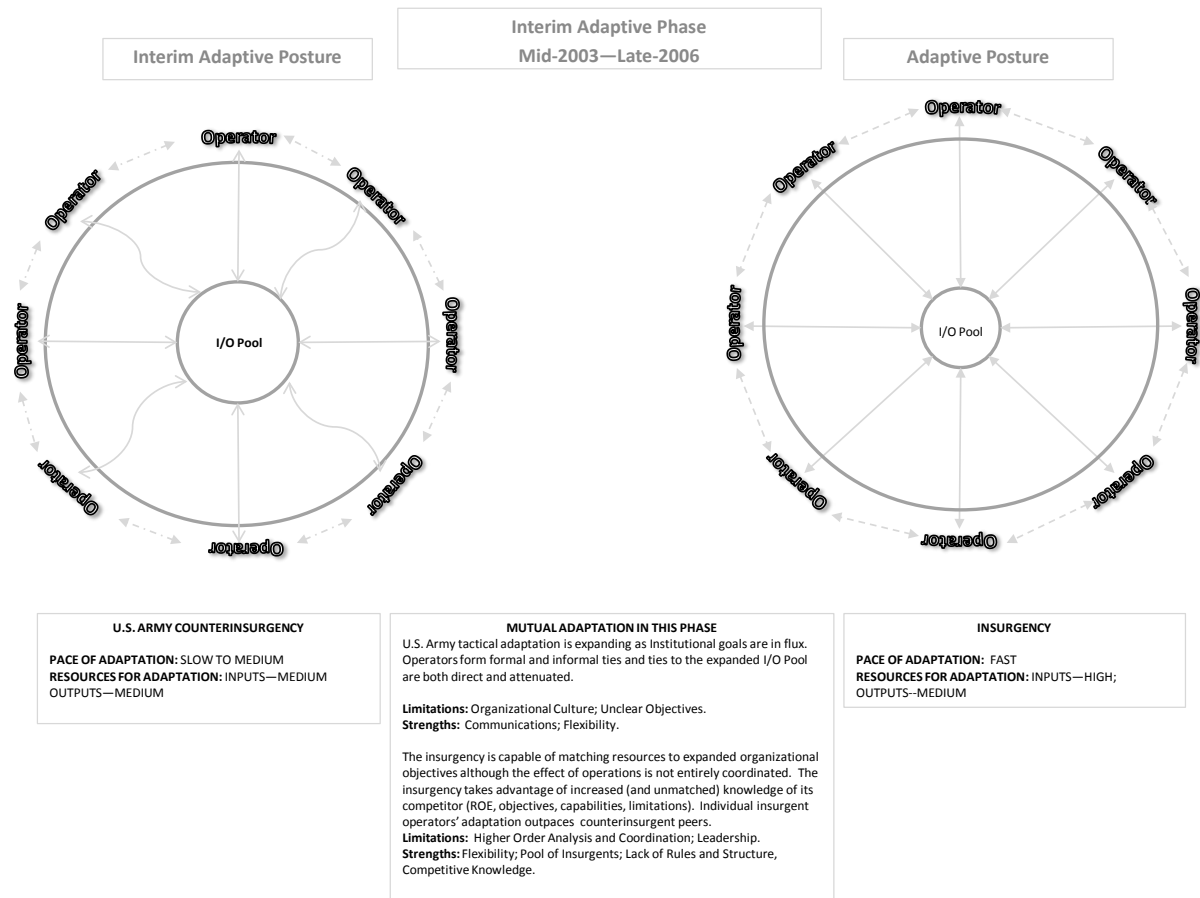 Interim Adaptive Phase
Mid-2003—Late-2006
Interim Adaptive Posture
Adaptive Posture
Operator
Operator
Operator
Operator
Operator
Operator
Operator
Operator
I/O Pool
Operator
Operator
Operator
Operator
Operator
Operator
Operator
Operator
I/O Pool
U.S. ARMY COUNTERINSURGENCY
PACE OF ADAPTATION: SLOW TO MEDIUM
RESOURCES FOR ADAPTATION: INPUTS—MEDIUM
OUTPUTS—MEDIUM
MUTUAL ADAPTATION IN THIS PHASE
U.S. Army tactical adaptation is expanding as Institutional goals are in flux.
Operators form formal and informal ties and ties to the expanded I/O Pool
are both direct and attenuated.
Limitations: Organizational Culture; Unclear Objectives.
Strengths: Communications; Flexibility.
The insurgency is capable of matching resources to expanded organizational
objectives although the effect of operations is not entirely coordinated. The
insurgency takes advantage of increased (and unmatched) knowledge of its
competitor (ROE, objectives, capabilities, limitations). Individual insurgent
operators' adaptation outpaces counterinsurgent peers.
Limitations: Higher Order Analysis and Coordination; Leadership.
Strengths: Flexibility; Pool of Insurgents; Lack of Rules and Structure,
Competitive Knowledge.
INSURGENCY
PACE OF ADAPTATION: FAST
RESOURCES FOR ADAPTATION: INPUTS—HIGH;
OUTPUTS--MEDIUM